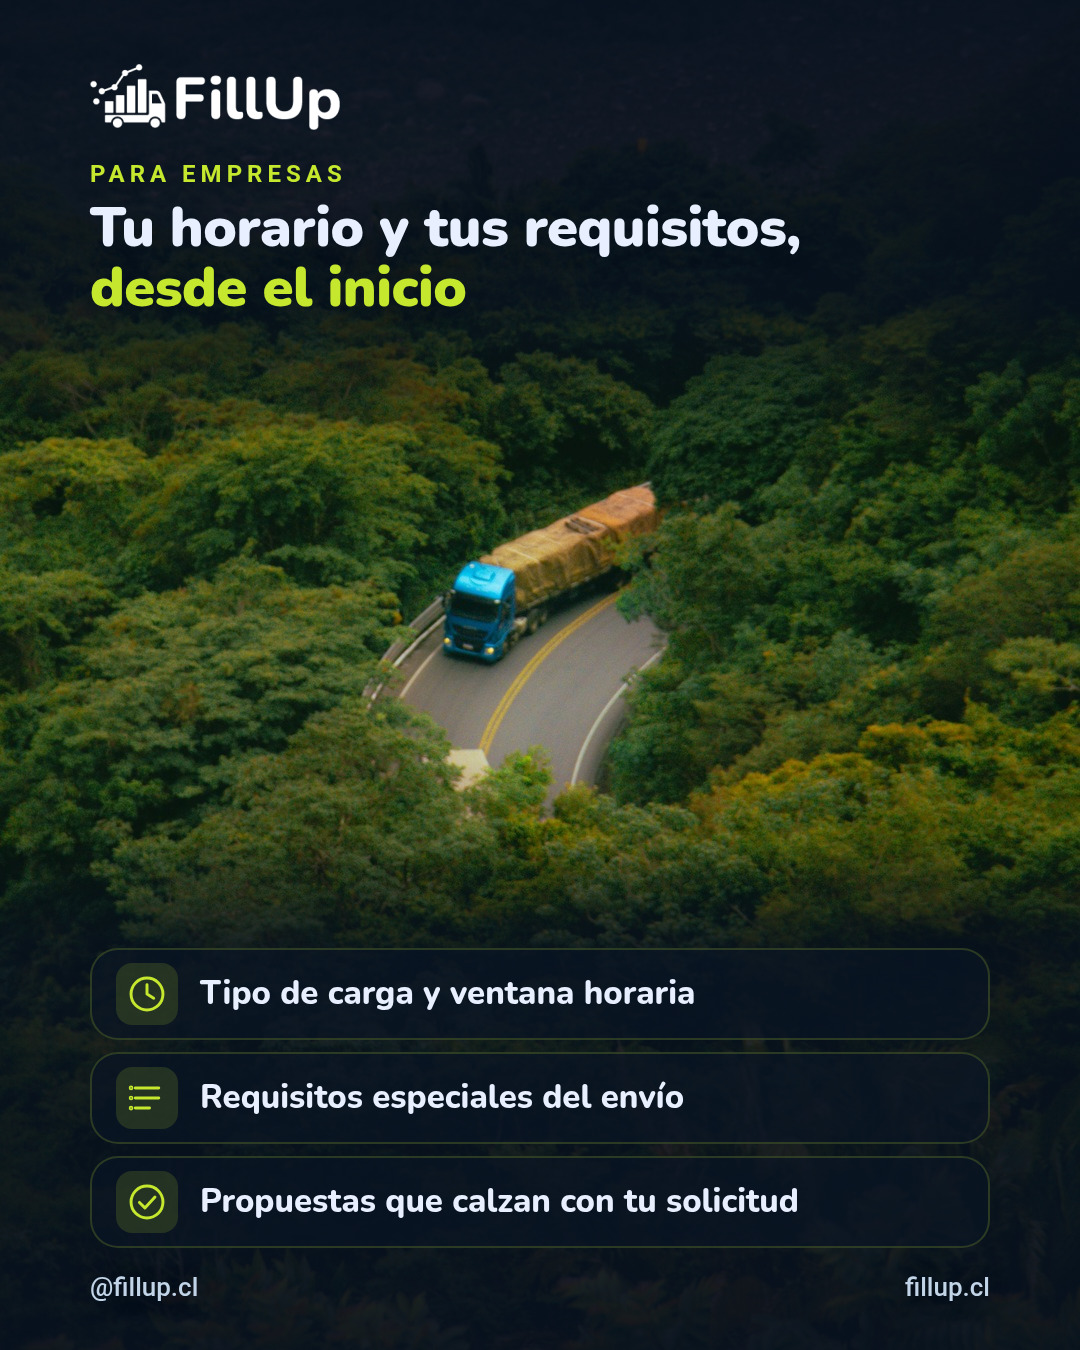 FillUp
PARA EMPRESAS
Tu horario y tus requisitos,
desde el inicio
Tipo de carga y ventana horaria
Requisitos especiales del envío
Propuestas que calzan con tu solicitud
@fillup.cl
fillup.cl